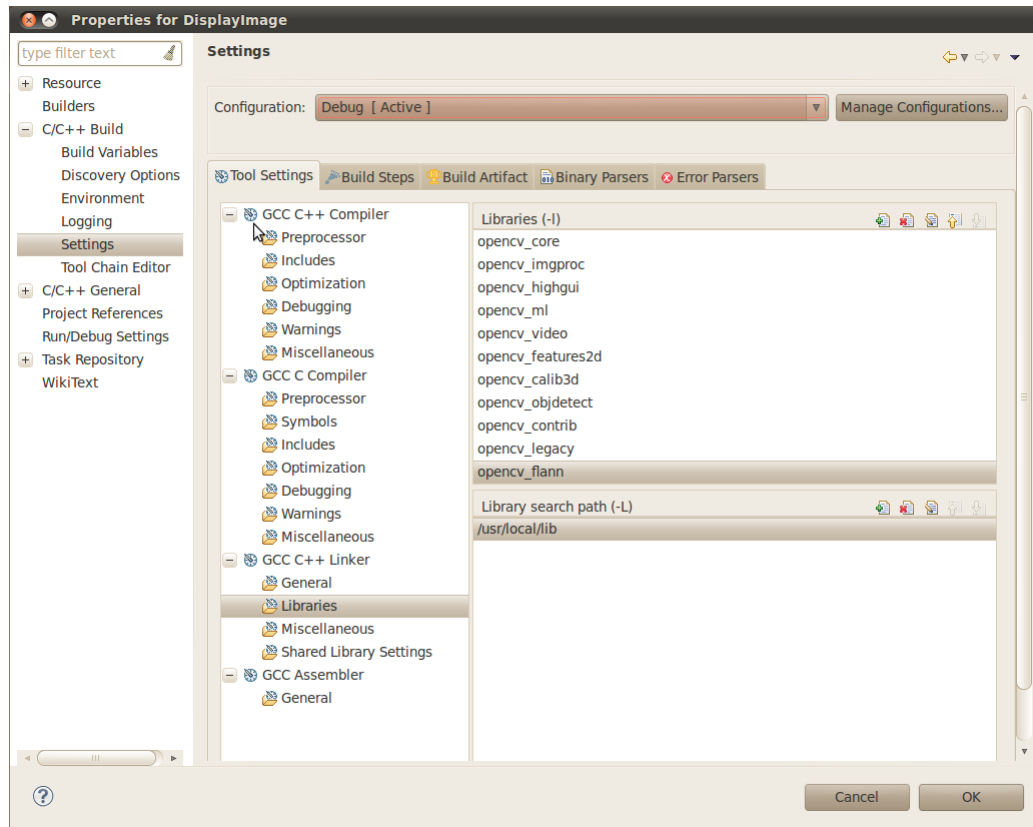 Properties for DisplayImage
type filter text
Resource
Builders
C/C++ Build
Build Variables
Discovery Options
Environment
Logging
Settings
Tool Chain Editor
C/C++ General
Project References
Run/Debug Settings
Task Repository
WikiText
Settings
Configuration: Debug [ Active ] Manage Configurations...
Tool Settings Build Steps Build Artifact Binary Parsers Error Parsers
GCC C++ Compiler
Preprocessor
Includes
Optimization
Debugging
Warnings
Miscellaneous
GCC C Compiler
Preprocessor
Symbols
Includes
Optimization
Debugging
Warnings
Miscellaneous
GCC C++ Linker
General
Libraries
Miscellaneous
Shared Library Settings
GCC Assembler
General
Libraries (-l)
opencv_core
opencv_imgproc
opencv_highgui
opencv_ml
opencv_video
opencv_features2d
opencv_calib3d
opencv_objdetect
opencv_contrib
opencv_legacy
opencv_flann
Library search path (-L)
/usr/local/lib
Cancel OK